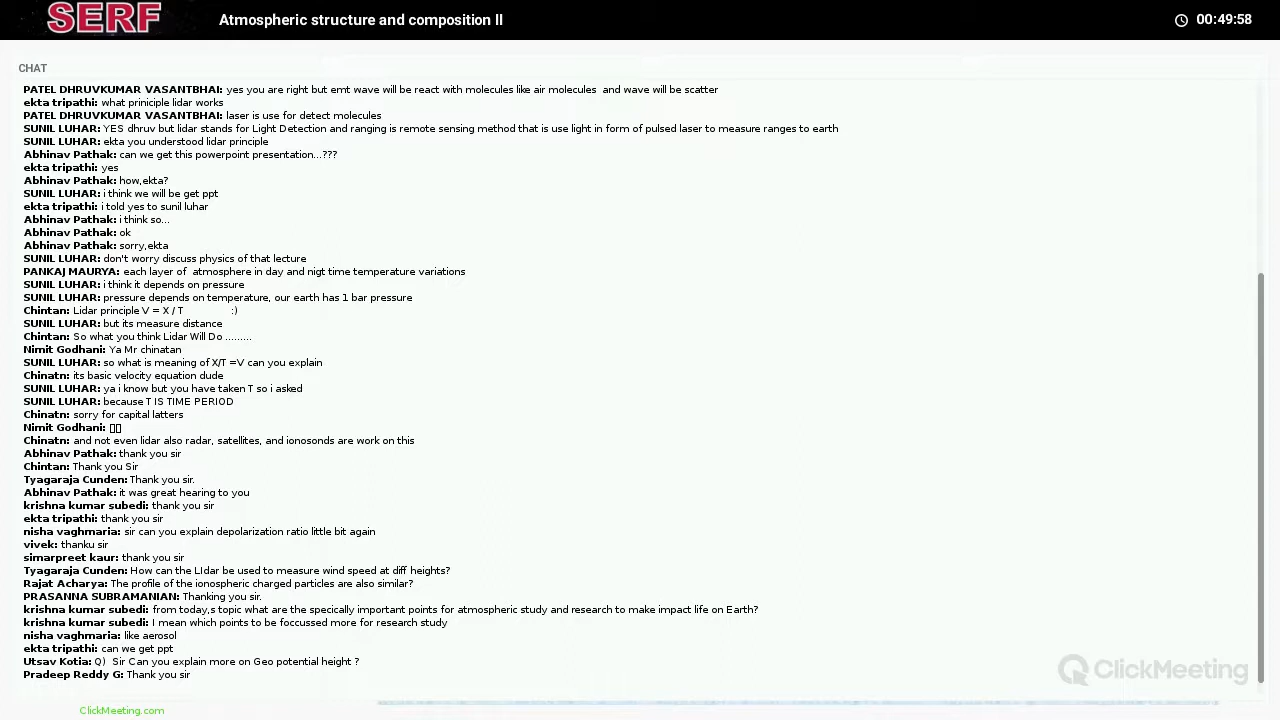 SERF
Atmospheric structure and composition II
00:49:58
CHAT
PATEL DHRUVKUMAR VASANTBHAI: yes you are right but emt wave will be react with molecules like air molecules  and wave will be scatter
ekta tripathi: what priniciple lidar works
PATEL DHRUVKUMAR VASANTBHAI: laser is use for detect molecules
SUNIL LUHAR: YES dhruv but lidar stands for Light Detection and ranging is remote sensing method that is use light in form of pulsed laser to measure ranges to earth
SUNIL LUHAR: ekta you understood lidar principle
Abhinav Pathak: can we get this powerpoint presentation...???
ekta tripathi: yes
Abhinav Pathak: how,ekta?
SUNIL LUHAR: i think we will be get ppt
ekta tripathi: i told yes to sunil luhar
Abhinav Pathak: i think so...
Abhinav Pathak: ok
Abhinav Pathak: sorry,ekta
SUNIL LUHAR: don't worry discuss physics of that lecture
PANKAJ MAURYA: each layer of  atmosphere in day and nigt time temperature variations
SUNIL LUHAR: i think it depends on pressure
SUNIL LUHAR: pressure depends on temperature, our earth has 1 bar pressure
Chintan: Lidar principle V = X / T :)
SUNIL LUHAR: but its measure distance
Chintan: So what you think Lidar Will Do .........
Nimit Godhani: Ya Mr chinatan
SUNIL LUHAR: so what is meaning of X/T =V can you explain
Chinatn: its basic velocity equation dude
SUNIL LUHAR: ya i know but you have taken T so i asked
SUNIL LUHAR: because T IS TIME PERIOD
Chinatn: sorry for capital latters
Nimit Godhani:
Chinatn: and not even lidar also radar, satellites, and ionosonds are work on this
Abhinav Pathak: thank you sir
Chintan: Thank you Sir
Tyagaraja Cunden: Thank you sir.
Abhinav Pathak: it was great hearing to you
krishna kumar subedi: thank you sir
ekta tripathi: thank you sir
nisha vaghmaria: sir can you explain depolarization ratio little bit again
vivek: thanku sir
simarpreet kaur: thank you sir
Tyagaraja Cunden: How can the LIdar be used to measure wind speed at diff heights?
Rajat Acharya: The profile of the ionospheric charged particles are also similar?
PRASANNA SUBRAMANIAN: Thanking you sir.
krishna kumar subedi: from today,s topic what are the specically important points for atmospheric study and research to make impact life on Earth?
krishna kumar subedi: I mean which points to be foccussed more for research study
nisha vaghmaria: like aerosol
ekta tripathi: can we get ppt
Utsav Kotia: Q)  Sir Can you explain more on Geo potential height ?
Pradeep Reddy G: Thank you sir
ClickMeeting
ClickMeeting.com